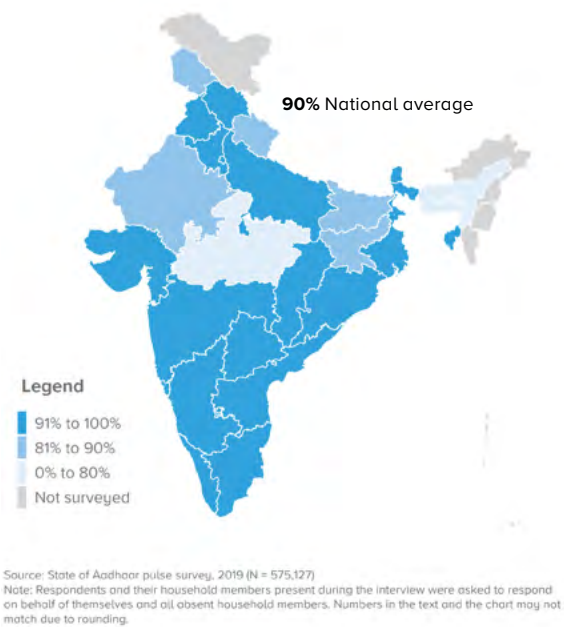 90% National average
Legend
91% to 100%
81% to 90%
0% to 80%
Not surveyed
Source: State of Aadhaar pulse survey, 2019 (N = 575,127)
Note: Respondents and their household members present during the interview were asked to respond
on behalf of themselves and all absent household members. Numbers in the text and the chart may not
match due to rounding.